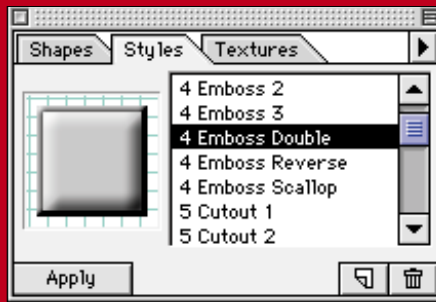 Shapes Styles Textures
4 Emboss 2
4 Emboss 3
4 Emboss Double
4 Emboss Reverse
4 Emboss Scallop
5 Cutout 1
5 Cutout 2
Apply